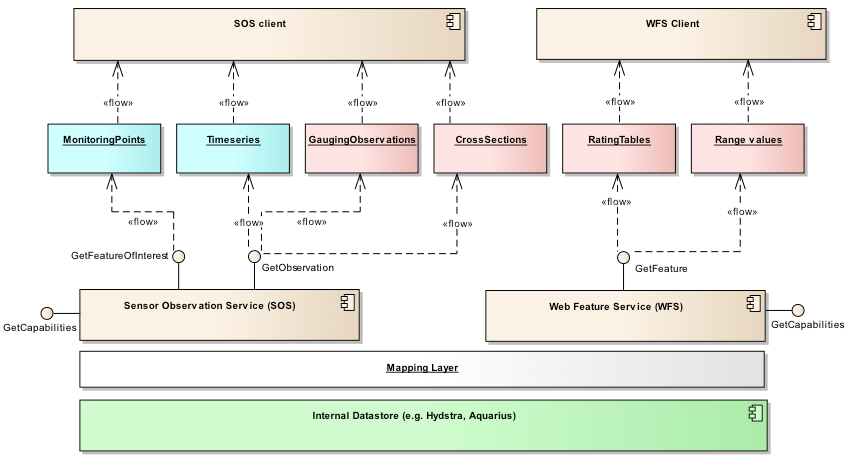 SOS client
WFS Client
«flow»
«flow»
«flow»
«flow»
«flow»
«flow»
MonitoringPoints
Timeseries
GaugingObservations
CrossSections
RatingTables
Range values
«flow»
«flow»
«flow»
«flow»
«flow»
«flow»
GetFeatureOfInterest
GetObservation
GetFeature
Sensor Observation Service (SOS)
Web Feature Service (WFS)
GetCapabilities
GetCapabilities
Mapping Layer
Internal Datastore (e.g. Hydstra, Aquarius)